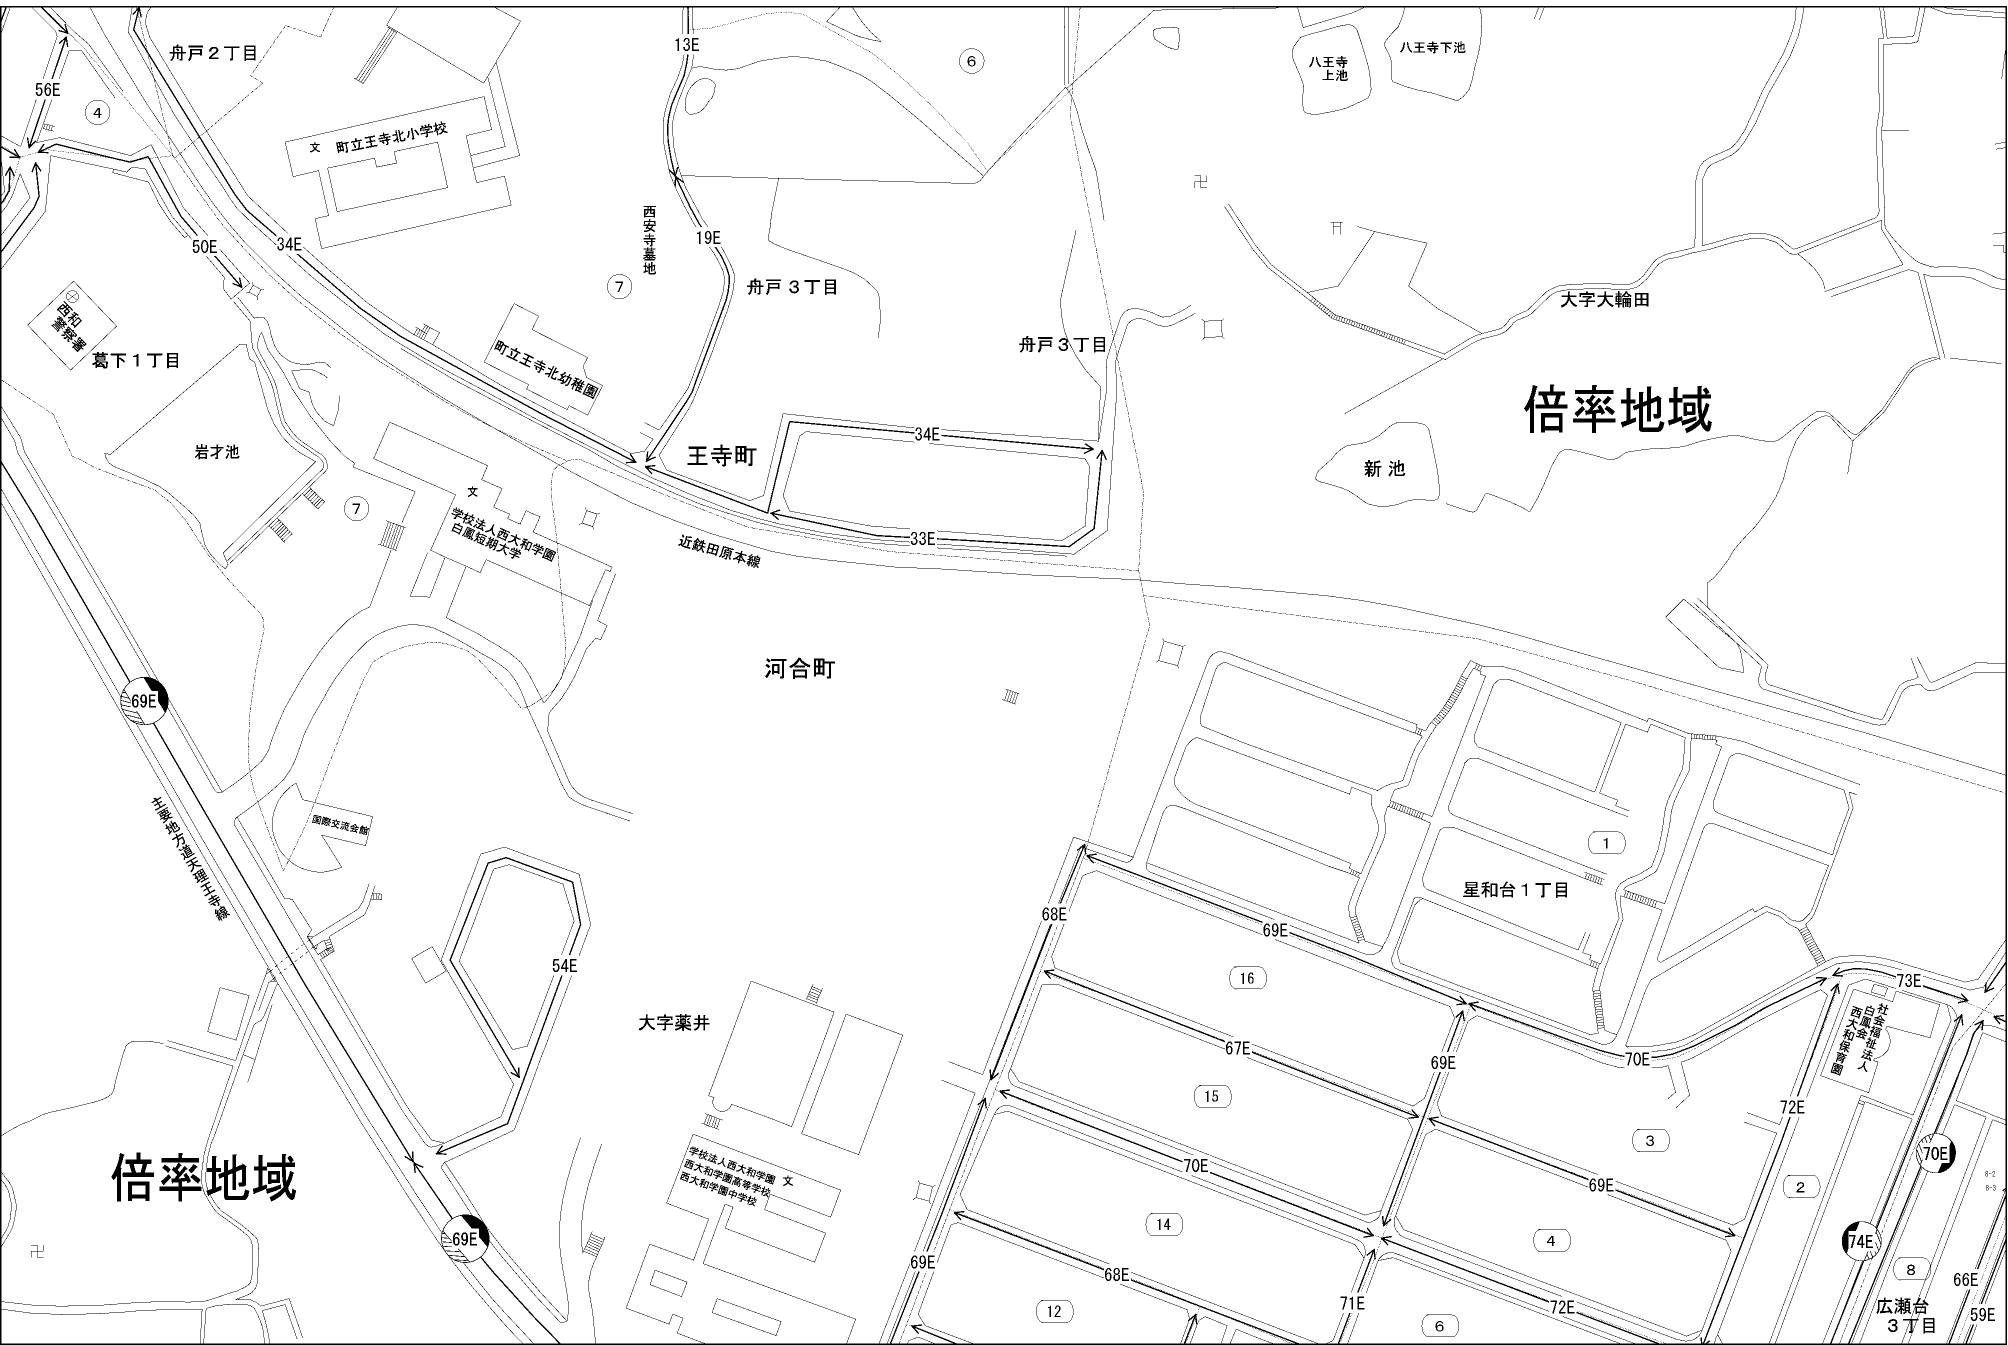 舟戸２丁目
13E
6
八王寺
上池
八王寺下池
56E
4
文
町立王寺北小学校
50E
34E
西安寺墓地
19E
7
舟戸３丁目
卍
大字大輪田
西和
警察署
葛下１丁目
町立王寺北幼稚園
舟戸３丁目
倍率地域
岩才池
王寺町
34E
新池
7
文
学校法人西大和学園
白鳳短期大学
33E
近鉄田原本線
河合町
69E
主要地方道天理王寺線
国際交流会館
1
星和台１丁目
68E
69E
54E
16
73E
大字薬井
社会福祉法人
白鳳会
西大和保育園
67E
69E
70E
15
72E
3
70E
倍率地域
学校法人西大和学園
西大和学園高等学校
西大和学園中学校
文
70E
69E
2
8-2
8-3
14
4
74E
69E
卍
69E
68E
8
66E
12
71E
72E
6
広瀬台
３丁目
59E